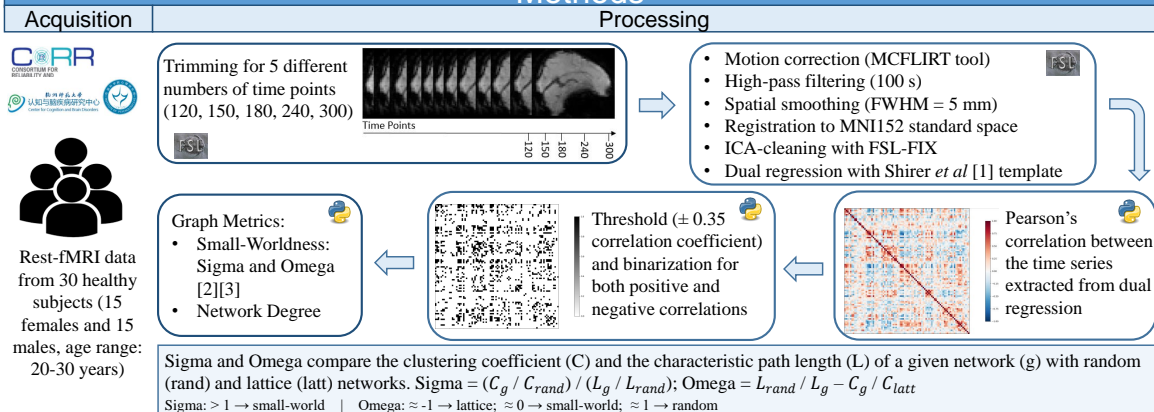 Methods
Acquisition
Processing
CORR
CONSORTIUM FOR
RELIABILITY AND
认知与脑疾病研究中心
Center for Cognition and Brain Disorders
Rest-fMRI data
from 30 healthy
subjects (15
females and 15
males, age range:
20-30 years)
Trimming for 5 different
numbers of time points
(120, 150, 180, 240, 300)
FSL
Time Points
120
150
180
240
300
• Motion correction (MCFLIRT tool)
• High-pass filtering (100 s)
• Spatial smoothing (FWHM = 5 mm)
• Registration to MNI152 standard space
• ICA-cleaning with FSL-FIX
• Dual regression with Shirer et al [1] template
FSL
Pearson's
correlation between
the time series
extracted from dual
regression
Threshold (± 0.35
correlation coefficient)
and binarization for
both positive and
negative correlations
Graph Metrics:
• Small-Worldness:
Sigma and Omega
[2][3]
• Network Degree
Sigma and Omega compare the clustering coefficient (C) and the characteristic path length (L) of a given network (g) with random
(rand) and lattice (latt) networks. Sigma = (C_g / C_rand) / (L_g / L_rand); Omega = L_rand / L_g − C_g / C_latt
Sigma: > 1 → small-world | Omega: ≈ -1 → lattice; ≈ 0 → small-world; ≈ 1 → random